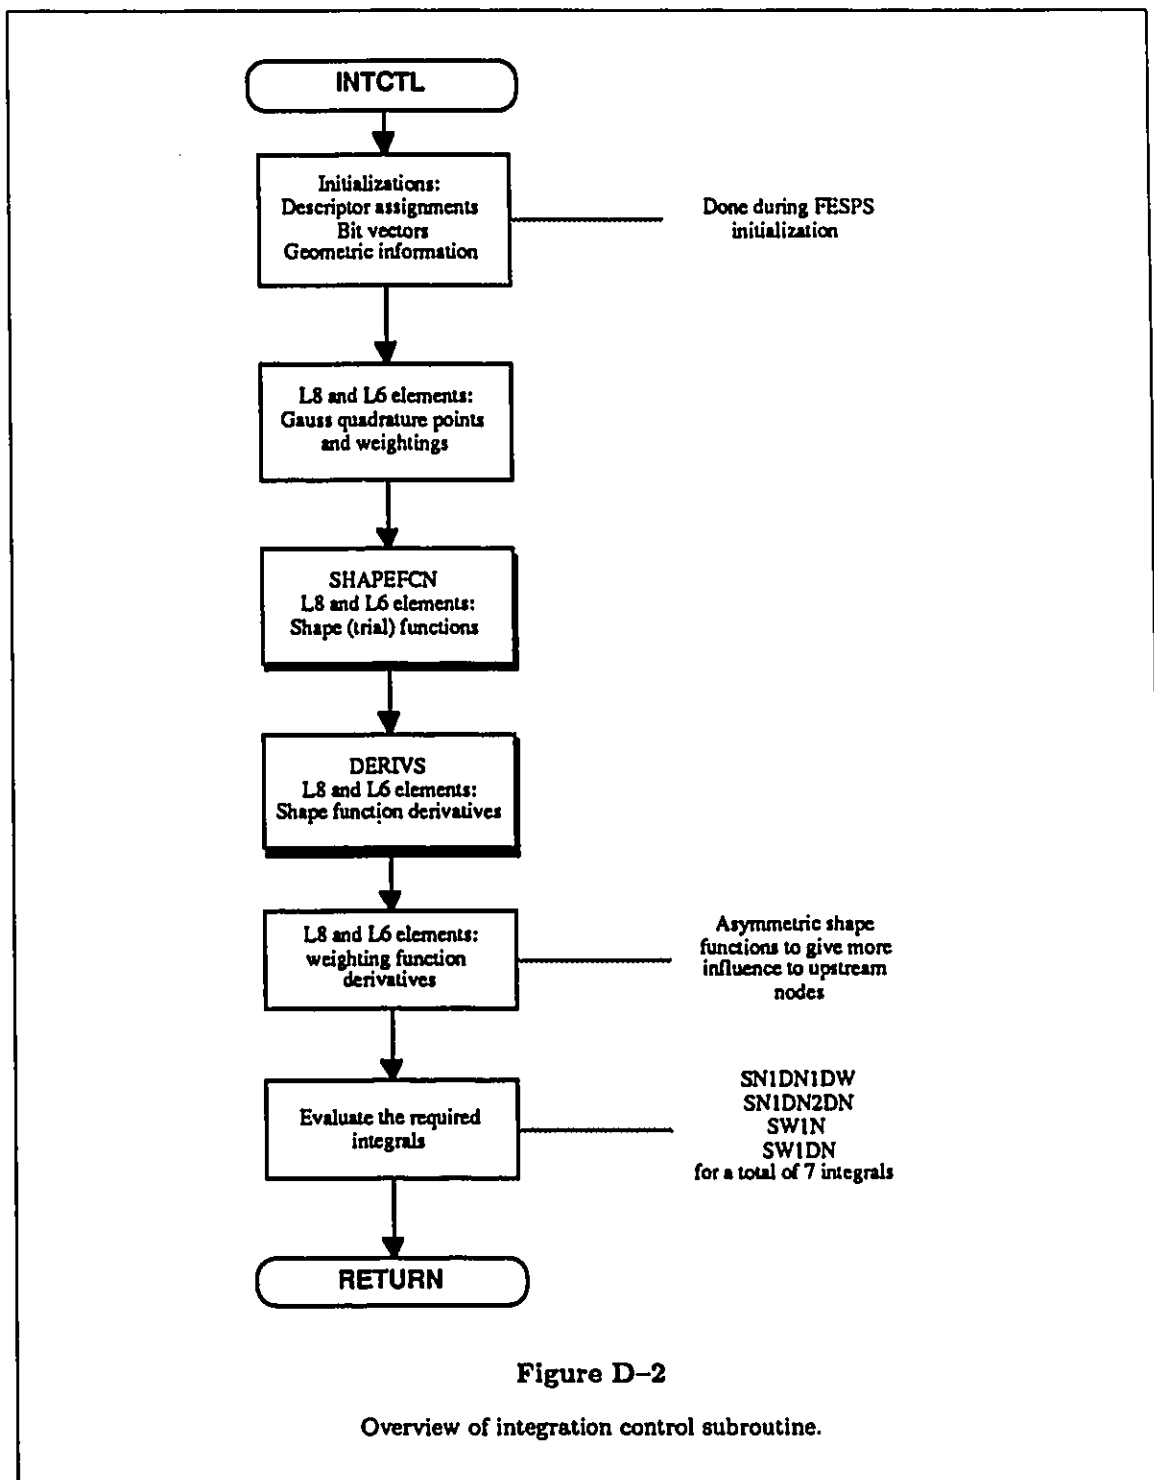 INTCTL
Initializations:
Descriptor assignments
Bit vectors
Geometric information
Done during FESPS
initialization
L8 and L6 elements:
Gauss quadrature points
and weightings
SHAPEFCN
L8 and L6 elements:
Shape (trial) functions
DERIVS
L8 and L6 elements:
Shape function derivatives
L8 and L6 elements:
weighting function
derivatives
Asymmetric shape
functions to give more
influence to upstream
nodes
Evaluate the required
integrals
SN1DN1DW
SN1DN2DN
SW1N
SW1DN
for a total of 7 integrals
RETURN
Figure D–2
Overview of integration control subroutine.